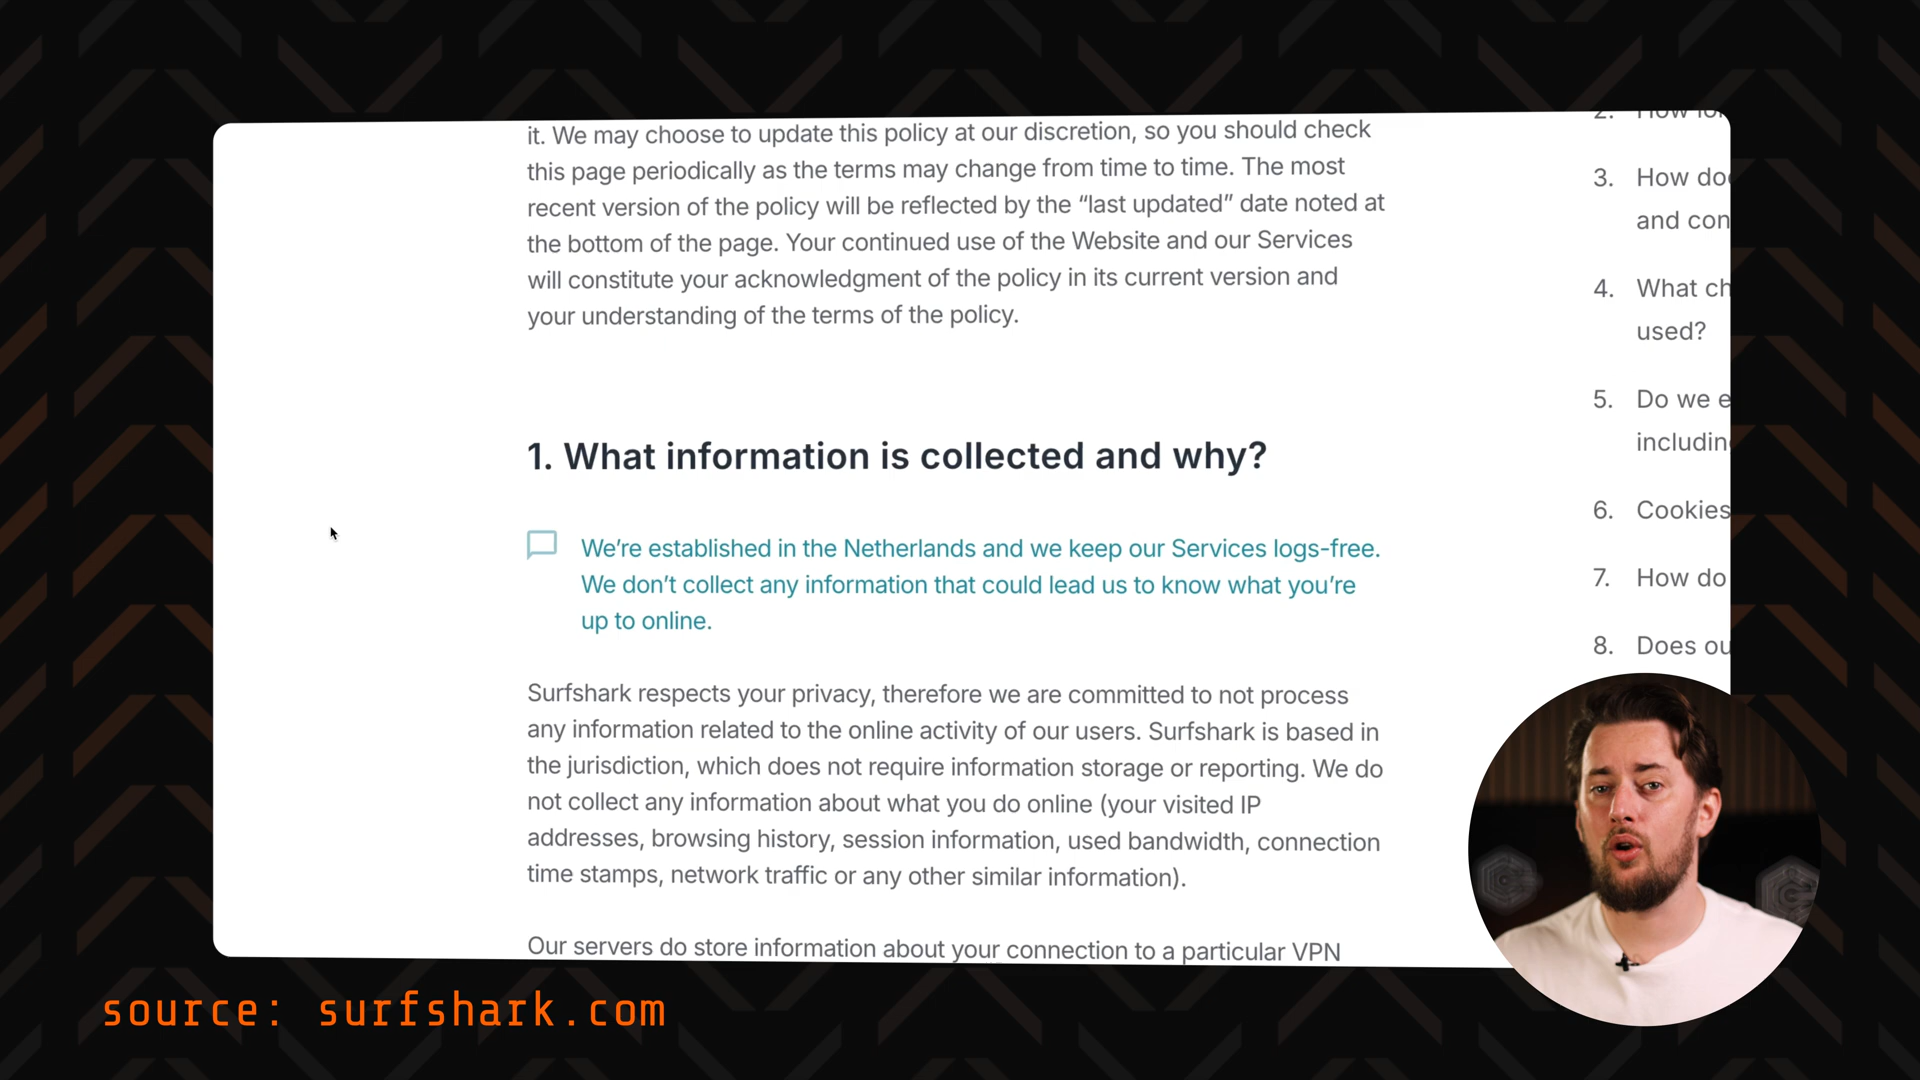 it. We may choose to update this policy at our discretion, so you should check
this page periodically as the terms may change from time to time. The most
recent version of the policy will be reflected by the “last updated” date noted at
the bottom of the page. Your continued use of the Website and our Services
will constitute your acknowledgment of the policy in its current version and
your understanding of the terms of the policy.
1. What information is collected and why?
We’re established in the Netherlands and we keep our Services logs-free.
We don’t collect any information that could lead us to know what you’re
up to online.
Surfshark respects your privacy, therefore we are committed to not process
any information related to the online activity of our users. Surfshark is based in
the jurisdiction, which does not require information storage or reporting. We do
not collect any information about what you do online (your visited IP
addresses, browsing history, session information, used bandwidth, connection
time stamps, network traffic or any other similar information).
Our servers do store information about your connection to a particular VPN
2. How
3. How do
and con
4. What ch
used?
5. Do we e
includin
6. Cookies
7. How do
8. Does ou
source: surfshark.com